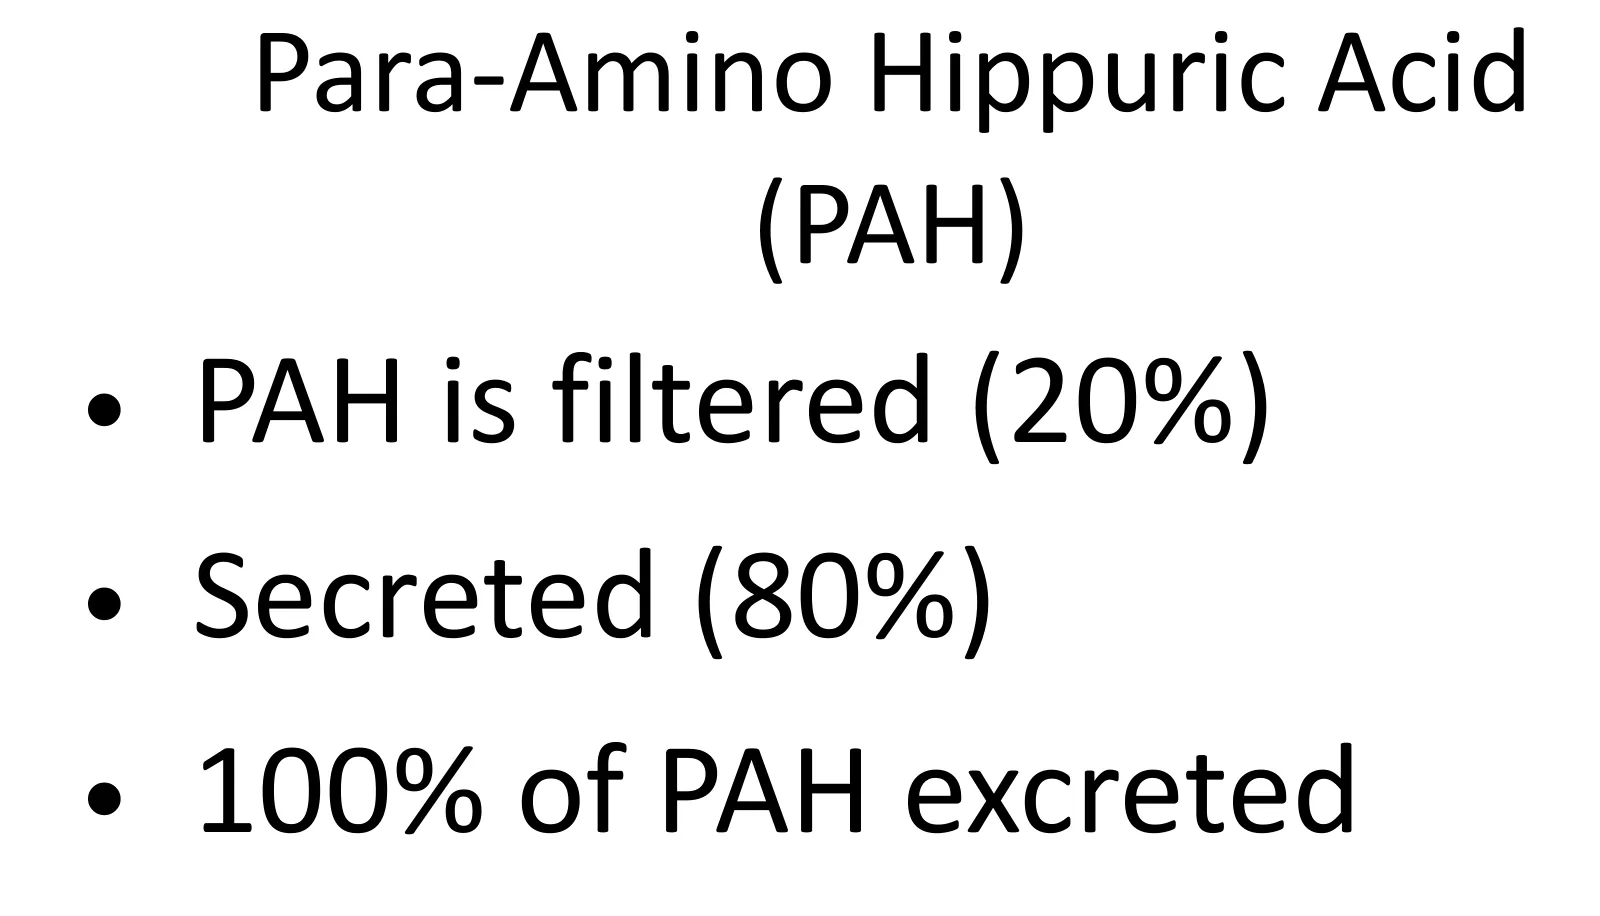 Para-Amino Hippuric Acid
(PAH)
• PAH is filtered (20%)
• Secreted (80%)
• 100% of PAH excreted